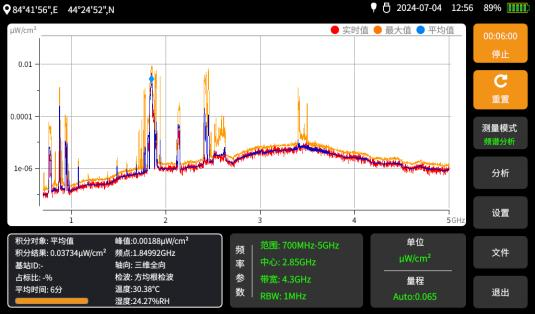 84°41'56",E 44°24'52",N 2024-07-04 12:56 89%
μW/cm²
实时值 最大值 平均值
0.01
0.0001
1e-06
1 2 3 4 5 GHz
00:06:00
停止
重置
测量模式
频谱分析
分析
设置
文件
退出
积分对象: 平均值
积分结果: 0.03734μW/cm²
基站ID:-
占标比: -%
平均时间: 6分
峰值:0.00188μW/cm²
频点:1.84992GHz
轴向: 三维全向
检波: 方均根检波
温度:30.38℃
湿度:24.27%RH
频率参数
范围: 700MHz-5GHz
中心: 2.85GHz
带宽: 4.3GHz
RBW: 1MHz
单位
μW/cm²
量程
Auto:0.065